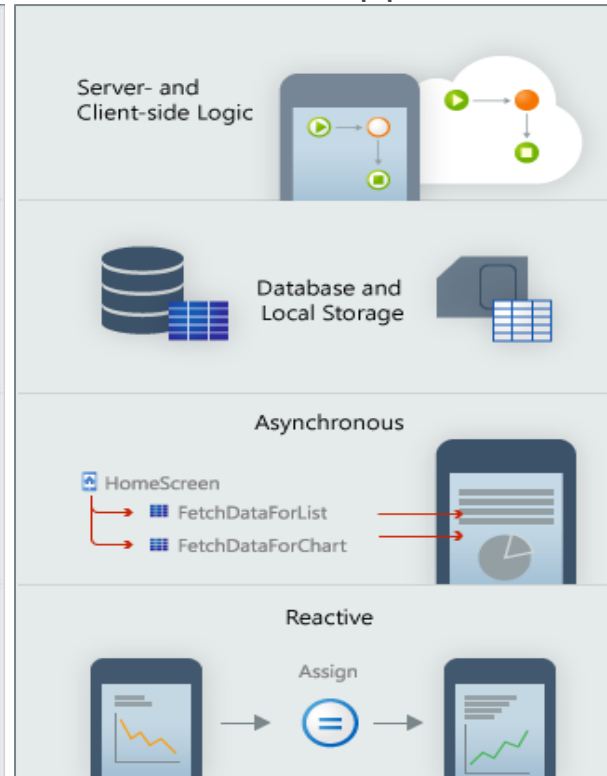 Server- and
Client-side Logic
Database and
Local Storage
Asynchronous
HomeScreen
FetchDataForList
FetchDataForChart
Reactive
Assign